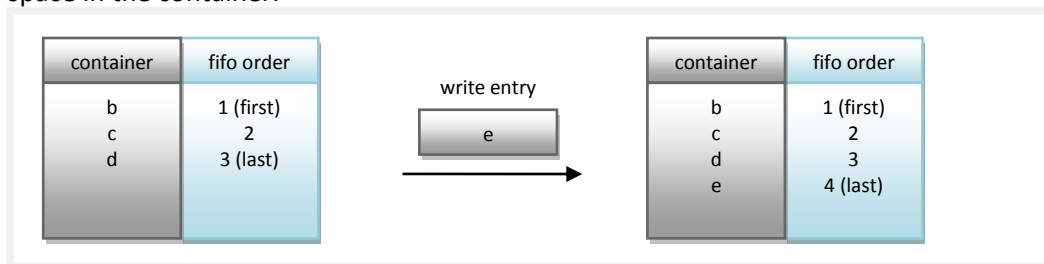 space in the container.
container fifo order
b 1 (first)
c 2
d 3 (last)
write entry
e
container fifo order
b 1 (first)
c 2
d 3
e 4 (last)